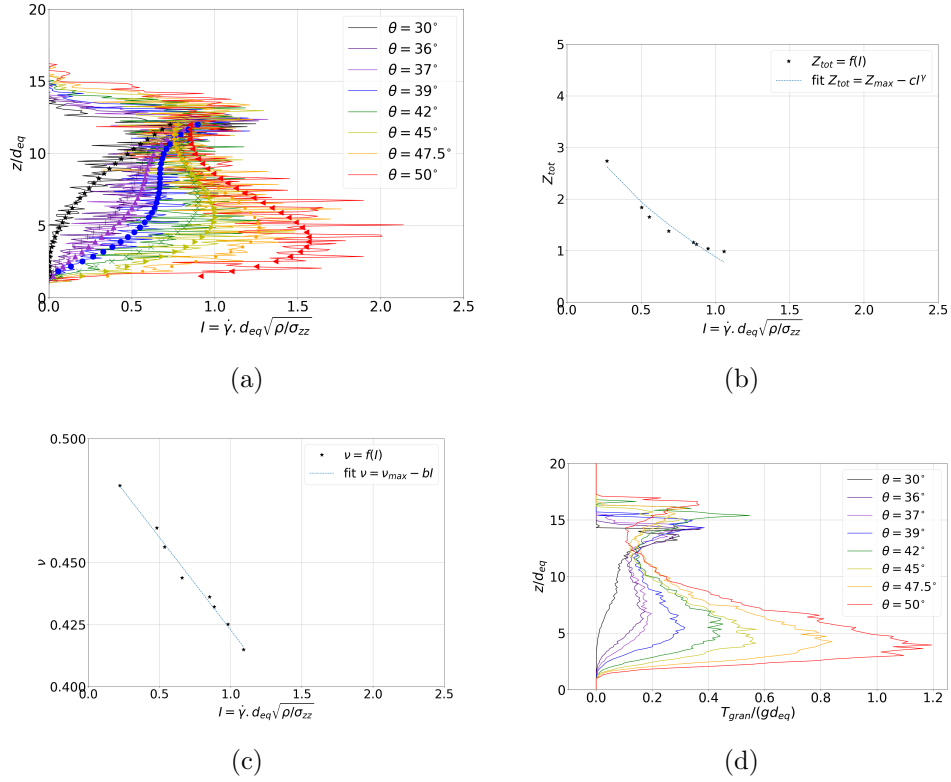 20
15
10
5
0
z/d_eq
0.0 0.5 1.0 1.5 2.0 2.5
I = γ̇. d_eq√ρ/σ_zz
θ = 30°
θ = 36°
θ = 37°
θ = 39°
θ = 42°
θ = 45°
θ = 47.5°
θ = 50°
(a)
5
4
3
2
1
0
Z_tot
0.0 0.5 1.0 1.5 2.0 2.5
I = γ̇. d_eq√ρ/σ_zz
Z_tot = f(I)
fit Z_tot = Z_max − cI^γ
(b)
0.500
0.450
0.425
0.400
ν
0.0 0.5 1.0 1.5 2.0 2.5
I = γ̇. d_eq√ρ/σ_zz
ν = f(I)
fit ν = ν_max − bI
(c)
20
15
10
5
0
z/d_eq
0.0 0.2 0.4 0.6 0.8 1.0 1.2
T_gran/(gd_eq)
θ = 30°
θ = 36°
θ = 37°
θ = 39°
θ = 42°
θ = 45°
θ = 47.5°
θ = 50°
(d)